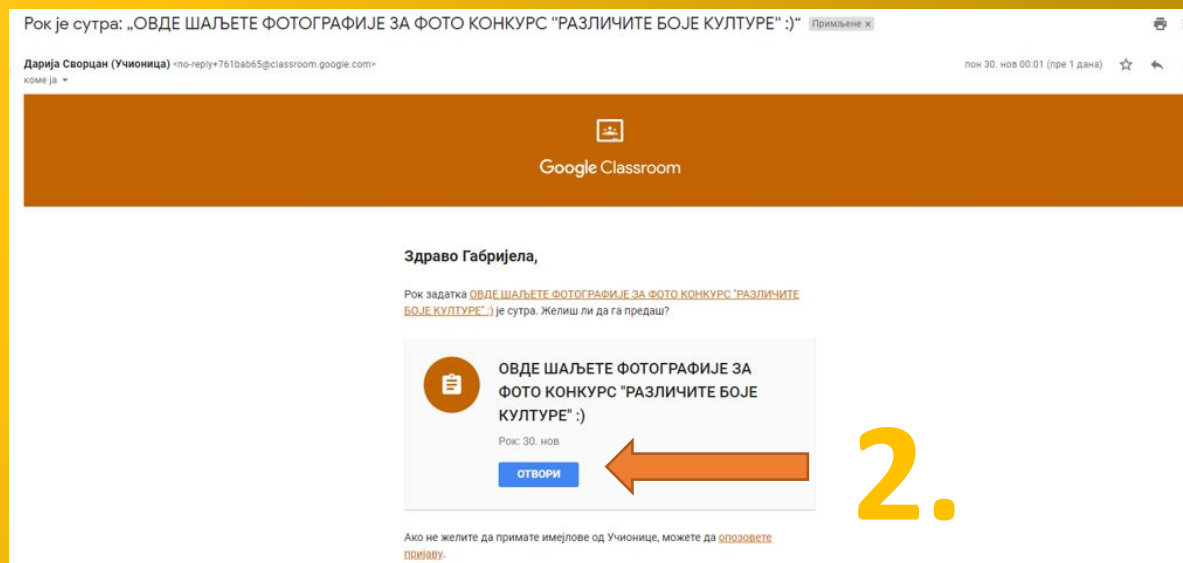 Рок је сутра: „ОВДЕ ШАЉЕТЕ ФОТОГРАФИЈЕ ЗА ФОТО КОНКУРС "РАЗЛИЧИТЕ БОЈЕ КУЛТУРЕ" :)“ Примљене x
Дарија Сворцан (Учионица) <no-reply+761bab65@classroom.google.com> пон 30. нов 00:01 (пре 1 дана)
коме ја
Google Classroom
Здраво Габријела,
Рок задатка ОВДЕ ШАЉЕТЕ ФОТОГРАФИЈЕ ЗА ФОТО КОНКУРС "РАЗЛИЧИТЕ
БОЈЕ КУЛТУРЕ" :) је сутра. Желиш ли да га предаш?
ОВДЕ ШАЉЕТЕ ФОТОГРАФИЈЕ ЗА
ФОТО КОНКУРС "РАЗЛИЧИТЕ БОЈЕ
КУЛТУРЕ" :)
Рок: 30. нов
ОТВОРИ
2.
Ако не желите да примате имејлове од Учионице, можете да опозовете
пријаву.